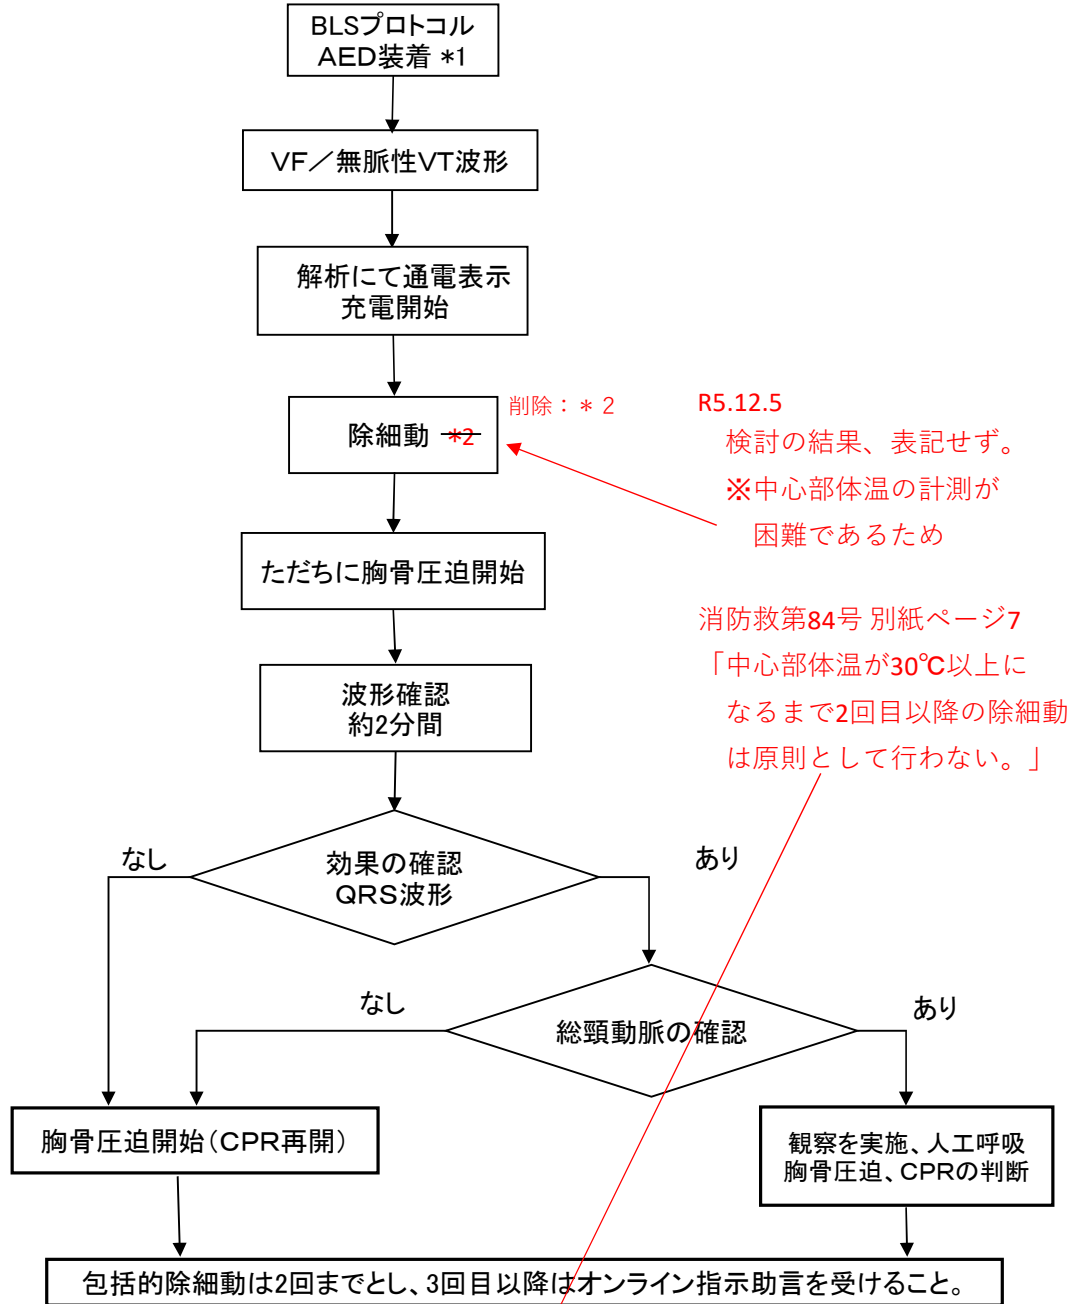 BLSプロトコル
AED装着 *1
VF／無脈性VT波形
解析にて通電表示
充電開始
除細動 *2
削除：＊２
R5.12.5
検討の結果、表記せず。
※中心部体温の計測が
困難であるため
ただちに胸骨圧迫開始
消防救第84号 別紙ページ7
「中心部体温が30℃以上に
なるまで2回目以降の除細動
は原則として行わない。」
波形確認
約2分間
なし
効果の確認
QRS波形
あり
なし
総頸動脈の確認
あり
胸骨圧迫開始（CPR再開）
観察を実施、人工呼吸
胸骨圧迫、CPRの判断
包括的除細動は2回までとし、3回目以降はオンライン指示助言を受けること。